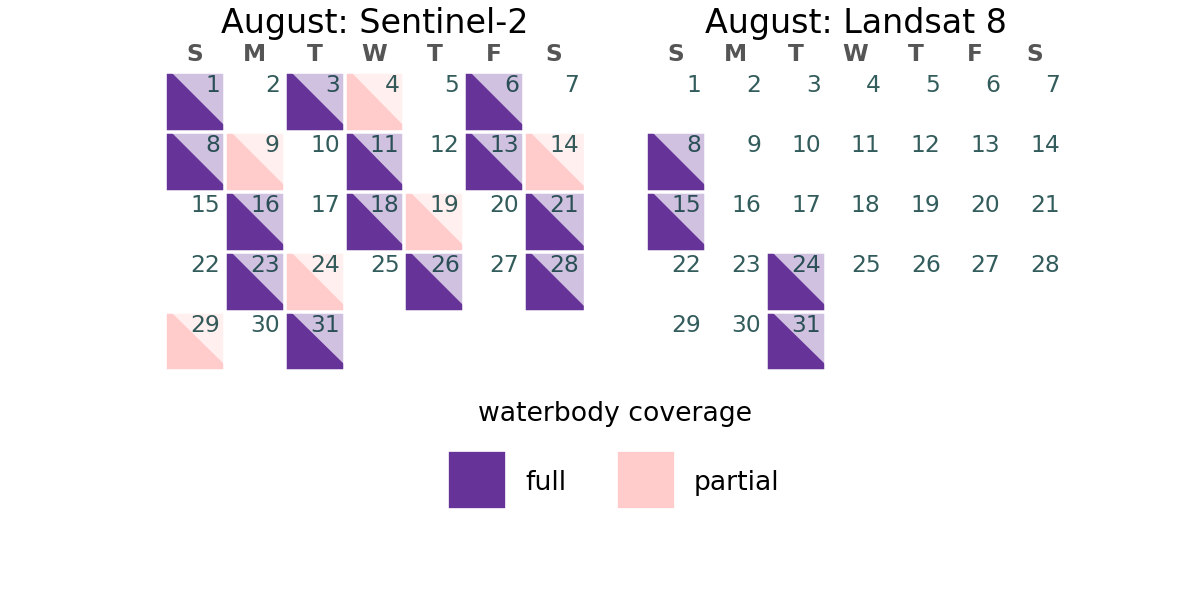 August: Sentinel-2
S M T W T F S
1 2 3 4 5 6 7
8 9 10 11 12 13 14
15 16 17 18 19 20 21
22 23 24 25 26 27 28
29 30 31
August: Landsat 8
S M T W T F S
1 2 3 4 5 6 7
8 9 10 11 12 13 14
15 16 17 18 19 20 21
22 23 24 25 26 27 28
29 30 31
waterbody coverage
full
partial